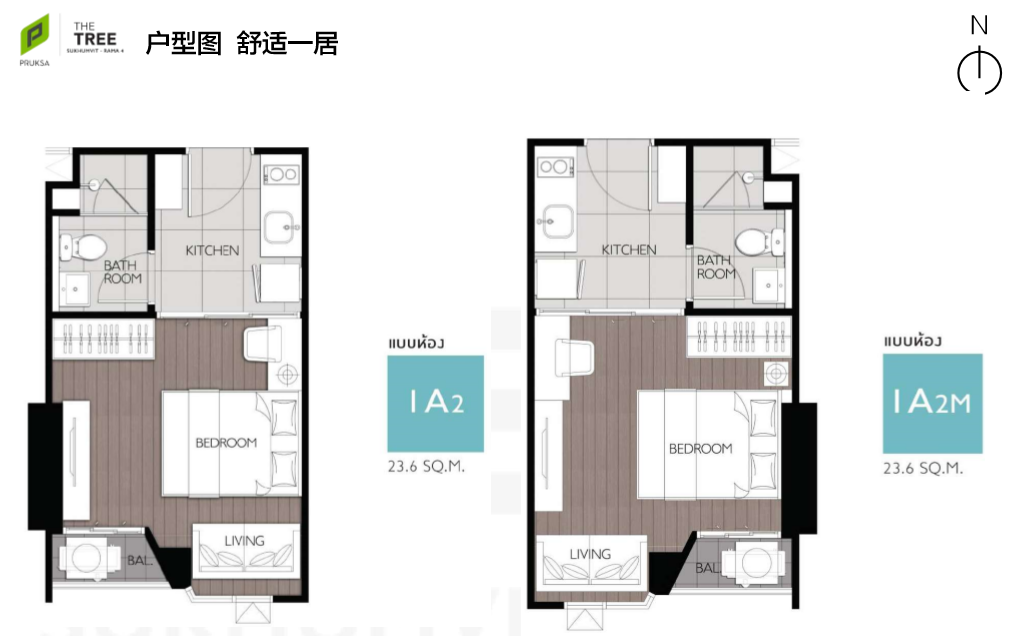 PRUKSA
THE
TREE
SUKHUMVIT - RAMA 4
户型图 舒适一居
N
KITCHEN
BATH
ROOM
BEDROOM
LIVING
BAL.
แบบห้อง
1A2
23.6 SQ.M.
KITCHEN
BATH
ROOM
BEDROOM
LIVING
BAL.
แบบห้อง
1A2M
23.6 SQ.M.